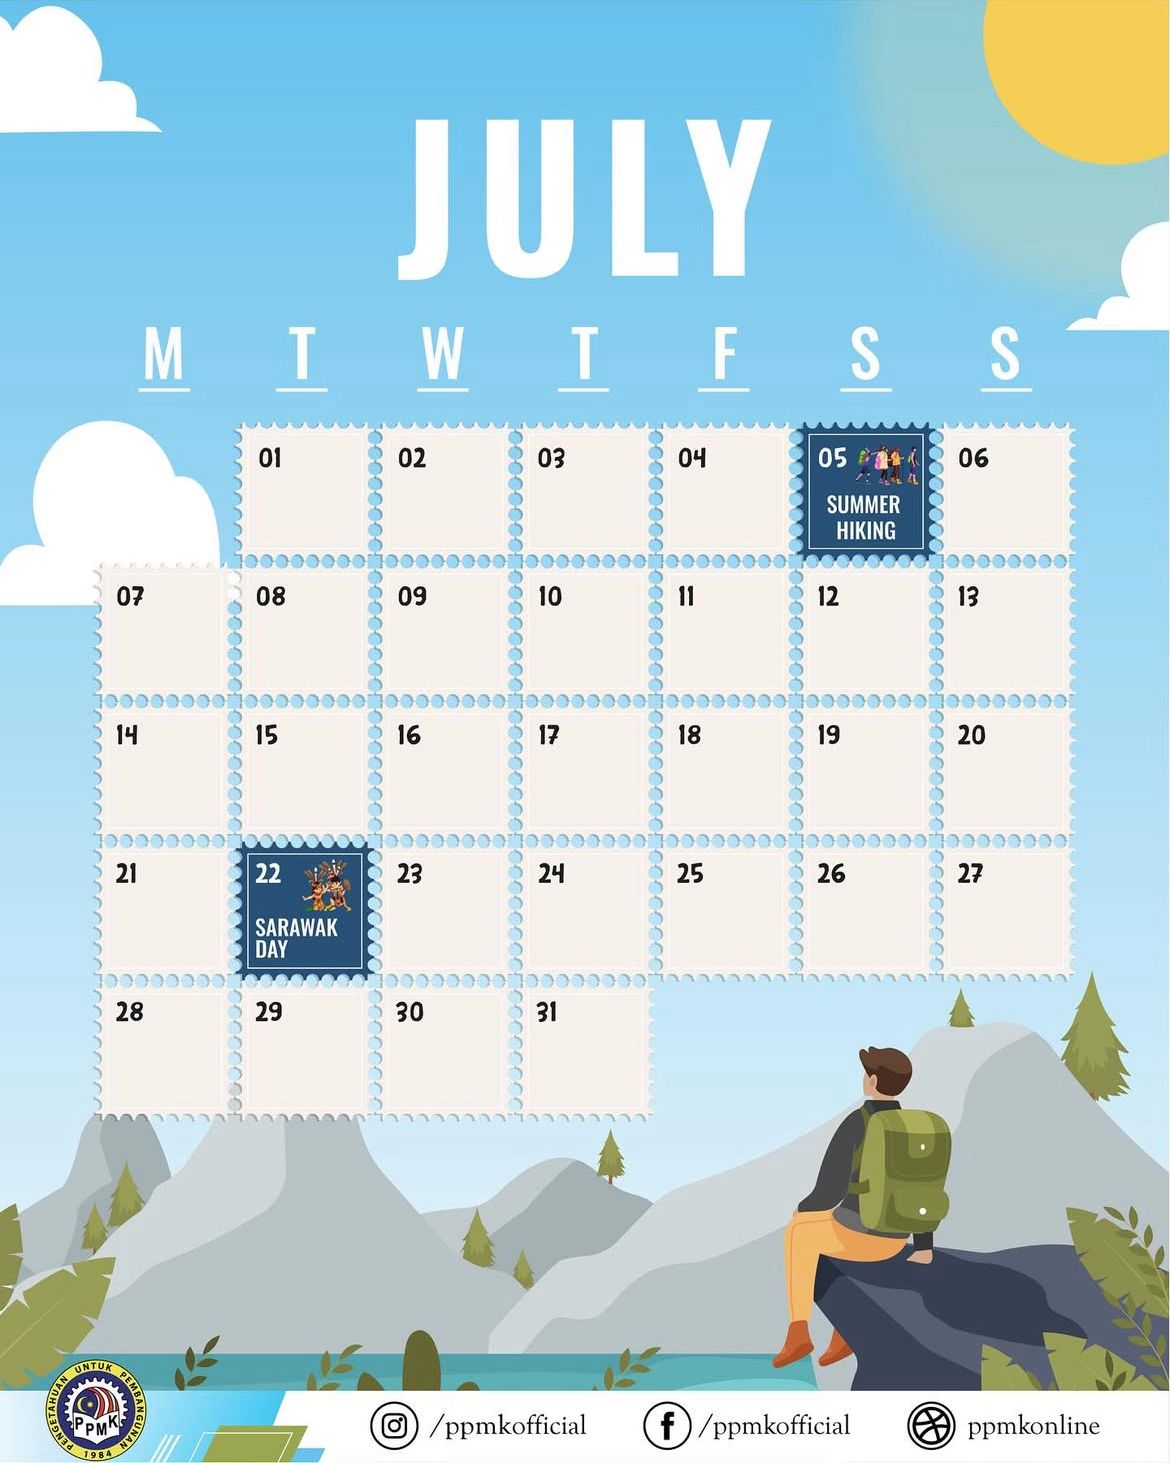 JULY
M T W T F S S
01 02 03 04 05 06
SUMMER
HIKING
07 08 09 10 11 12 13
14 15 16 17 18 19 20
21 22 23 24 25 26 27
SARAWAK
DAY
28 29 30 31
PENGETAHUAN UNTUK PEMBANGUNAN
PPMK
1984
/ppmkofficial /ppmkofficial ppmkonline